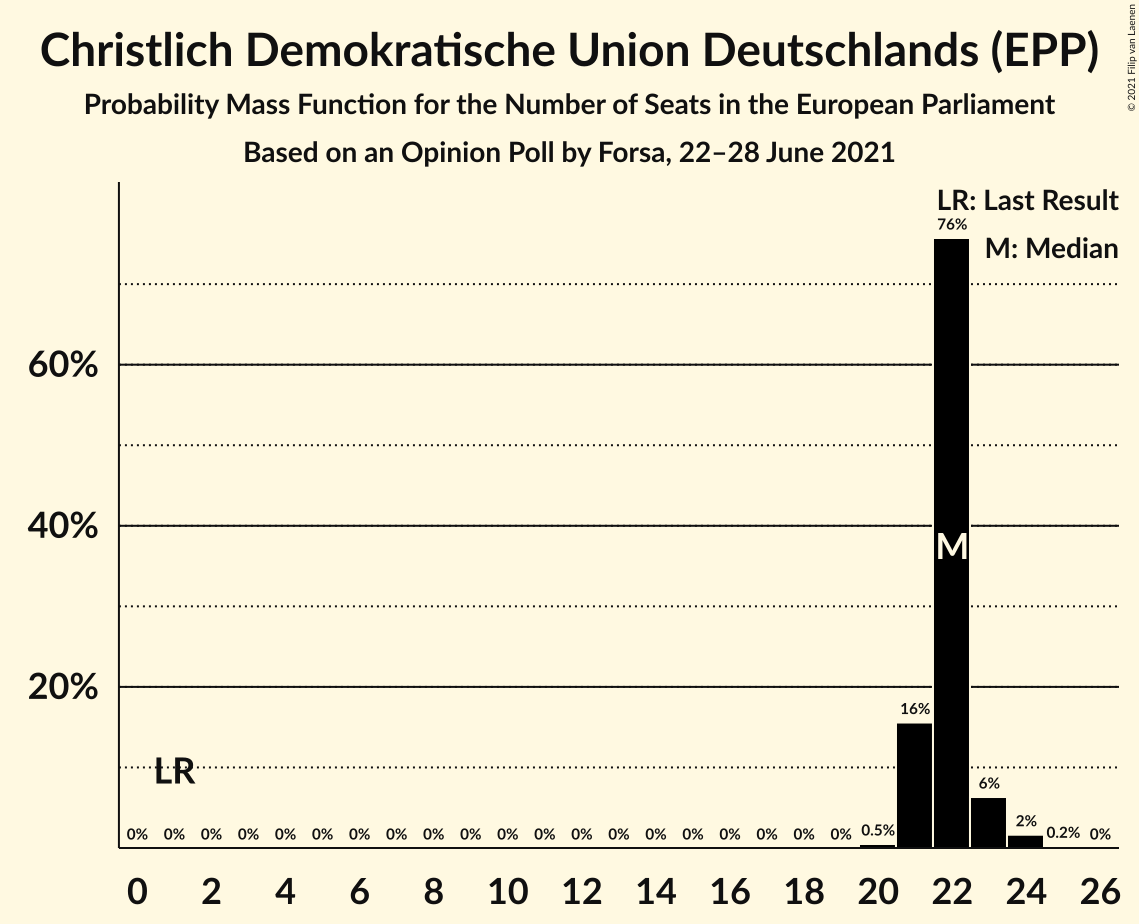 Christlich Demokratische Union Deutschlands (EPP)
Probability Mass Function for the Number of Seats in the European Parliament
Based on an Opinion Poll by Forsa, 22–28 June 2021
© 2021 Filip van Laenen
LR: Last Result
76%
M: Median
60%
40%
M
20%
16%
LR
6%
0% 0% 0% 0% 0% 0% 0% 0% 0% 0% 0% 0% 0% 0% 0% 0% 0% 0% 0% 0% 0.5% 2% 0.2% 0%
0 2 4 6 8 10 12 14 16 18 20 22 24 26